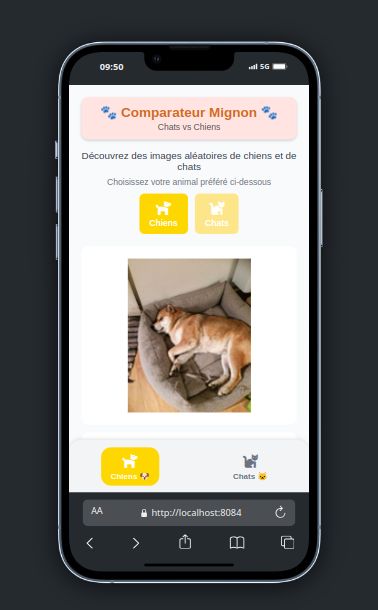 09:50
5G
🐾 Comparateur Mignon 🐾
Chats vs Chiens
Découvrez des images aléatoires de chiens et de
chats
Choisissez votre animal préféré ci-dessous
Chiens
Chats
Chiens 🐶
Chats 🐱
AA
http://localhost:8084